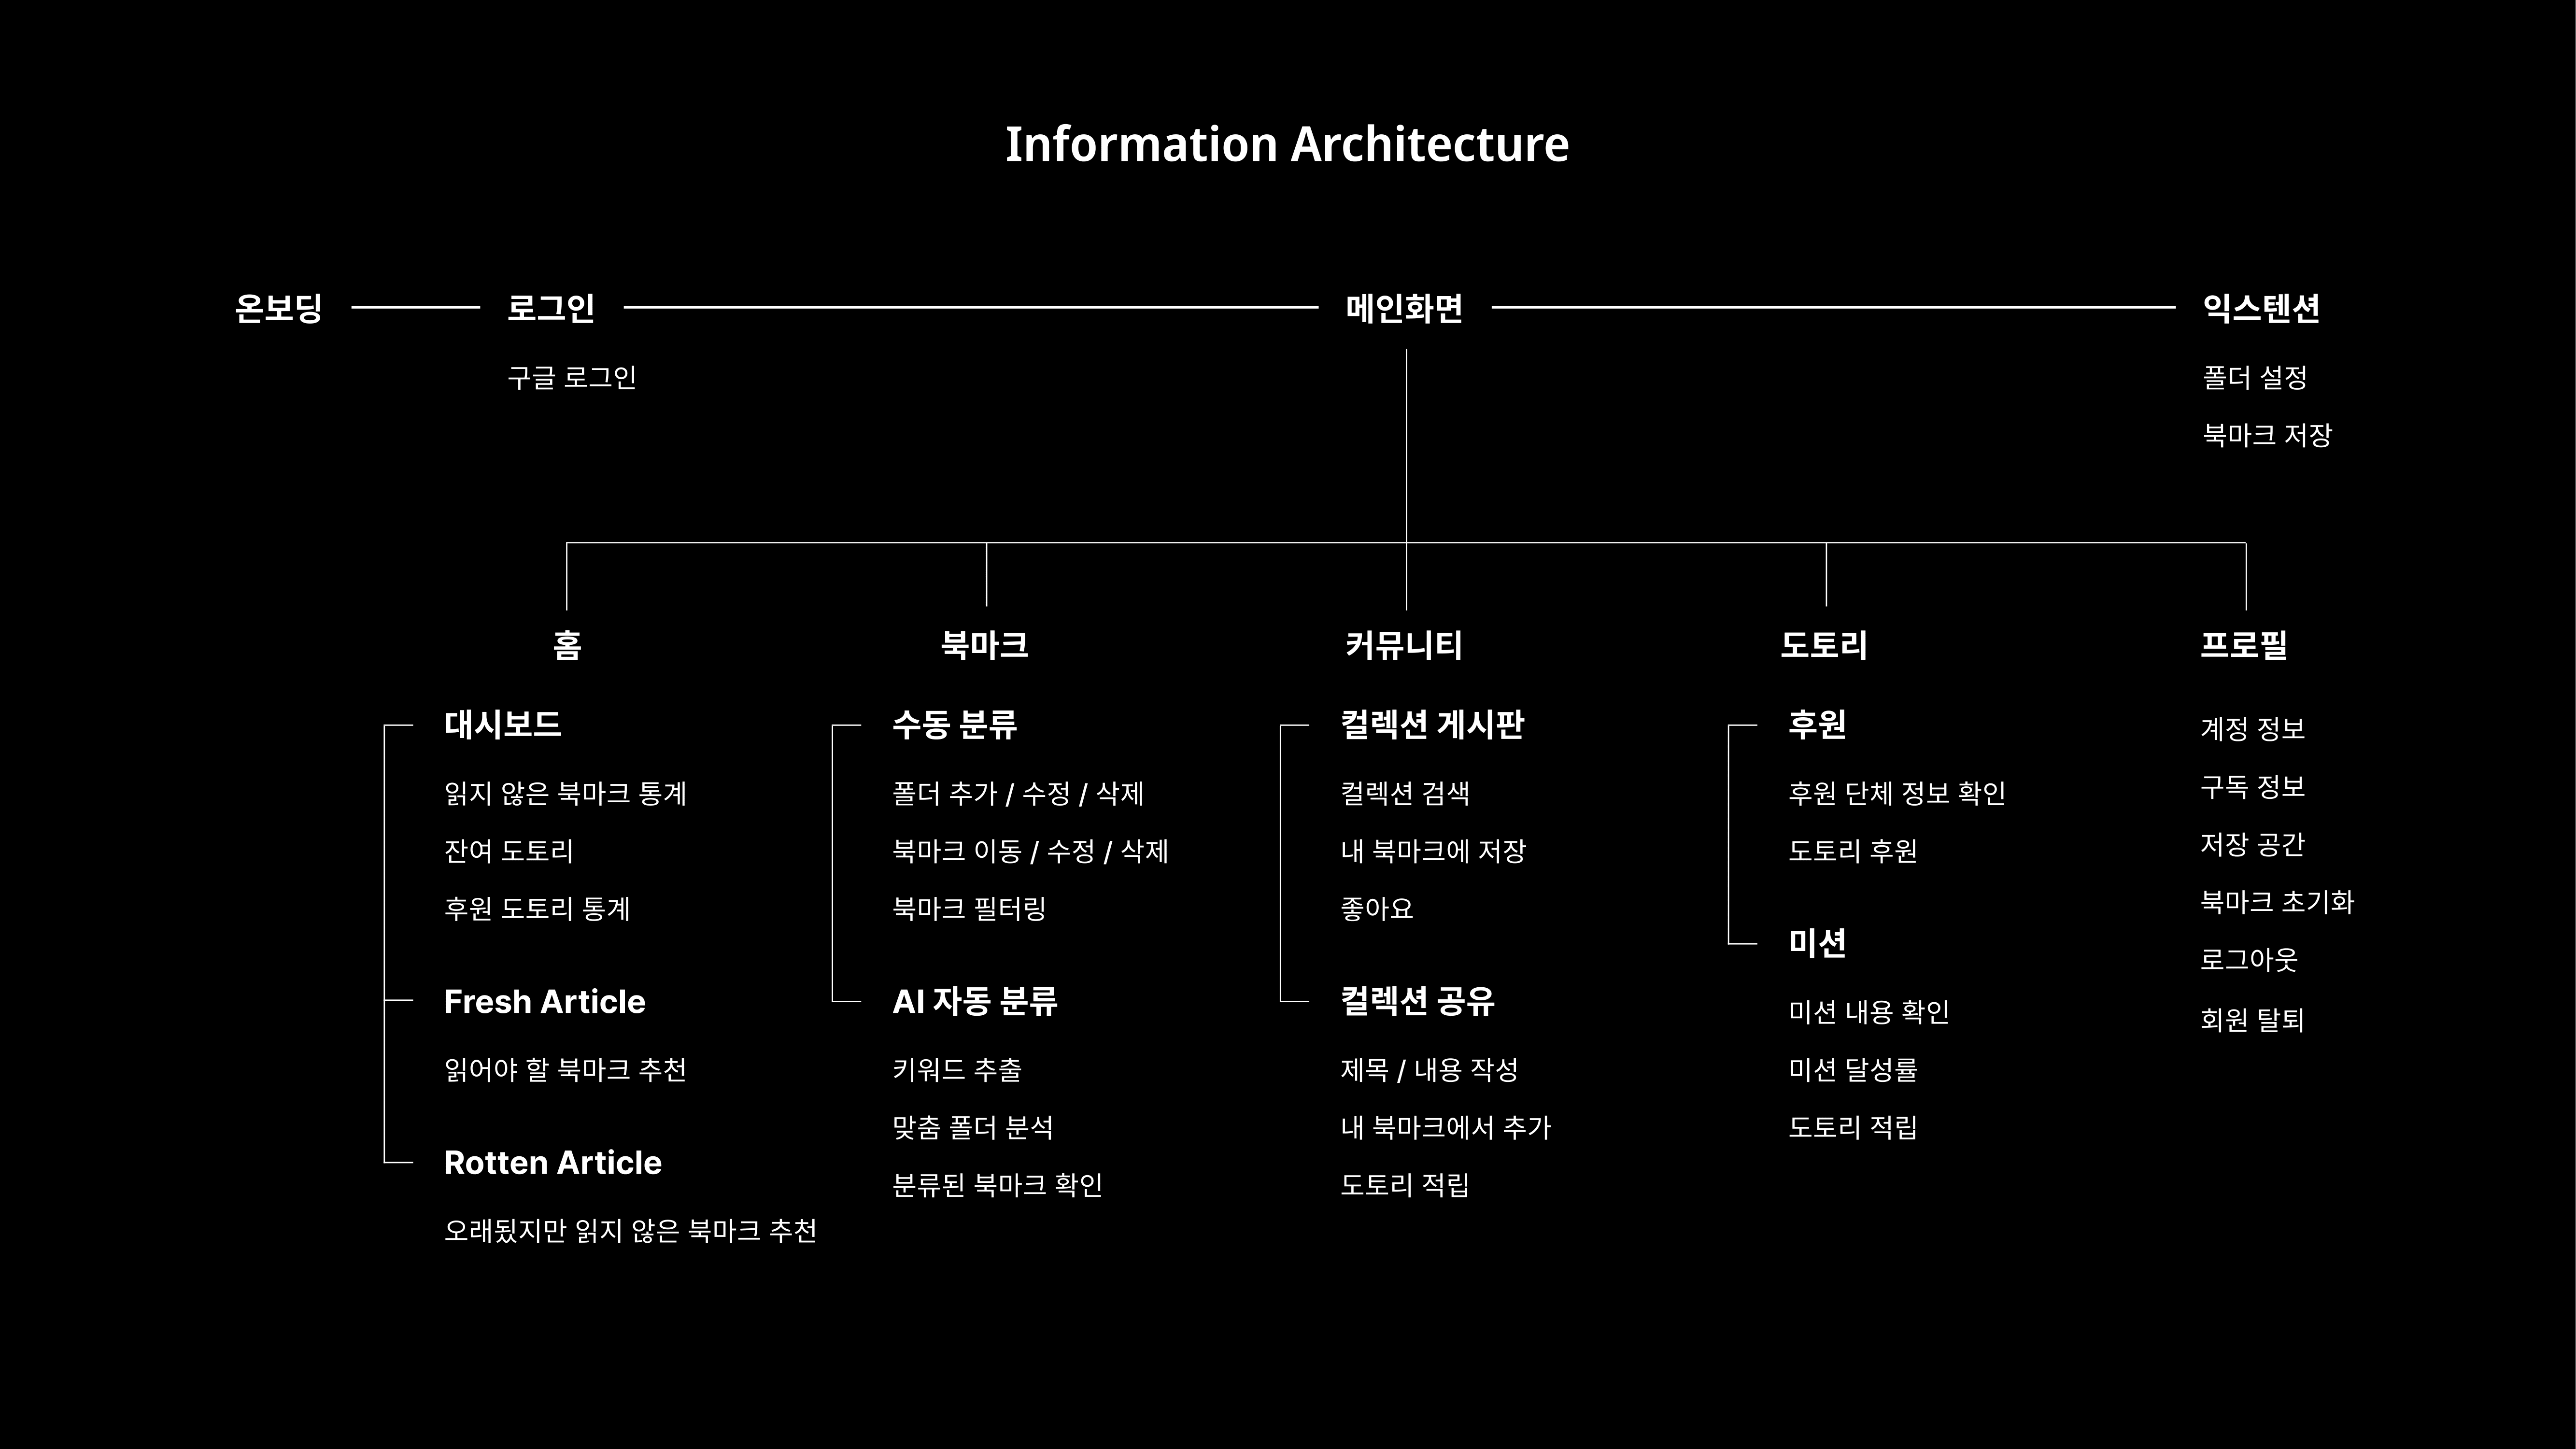 Information Architecture
온보딩
로그인
구글 로그인
메인화면
익스텐션
폴더 설정
북마크 저장
홈
대시보드
읽지 않은 북마크 통계
잔여 도토리
후원 도토리 통계
Fresh Article
읽어야 할 북마크 추천
Rotten Article
오래됬지만 읽지 않은 북마크 추천
북마크
수동 분류
폴더 추가 / 수정 / 삭제
북마크 이동 / 수정 / 삭제
북마크 필터링
AI 자동 분류
키워드 추출
맞춤 폴더 분석
분류된 북마크 확인
커뮤니티
컬렉션 게시판
컬렉션 검색
내 북마크에 저장
좋아요
컬렉션 공유
제목 / 내용 작성
내 북마크에서 추가
도토리 적립
도토리
후원
후원 단체 정보 확인
도토리 후원
미션
미션 내용 확인
미션 달성률
도토리 적립
프로필
계정 정보
구독 정보
저장 공간
북마크 초기화
로그아웃
회원 탈퇴